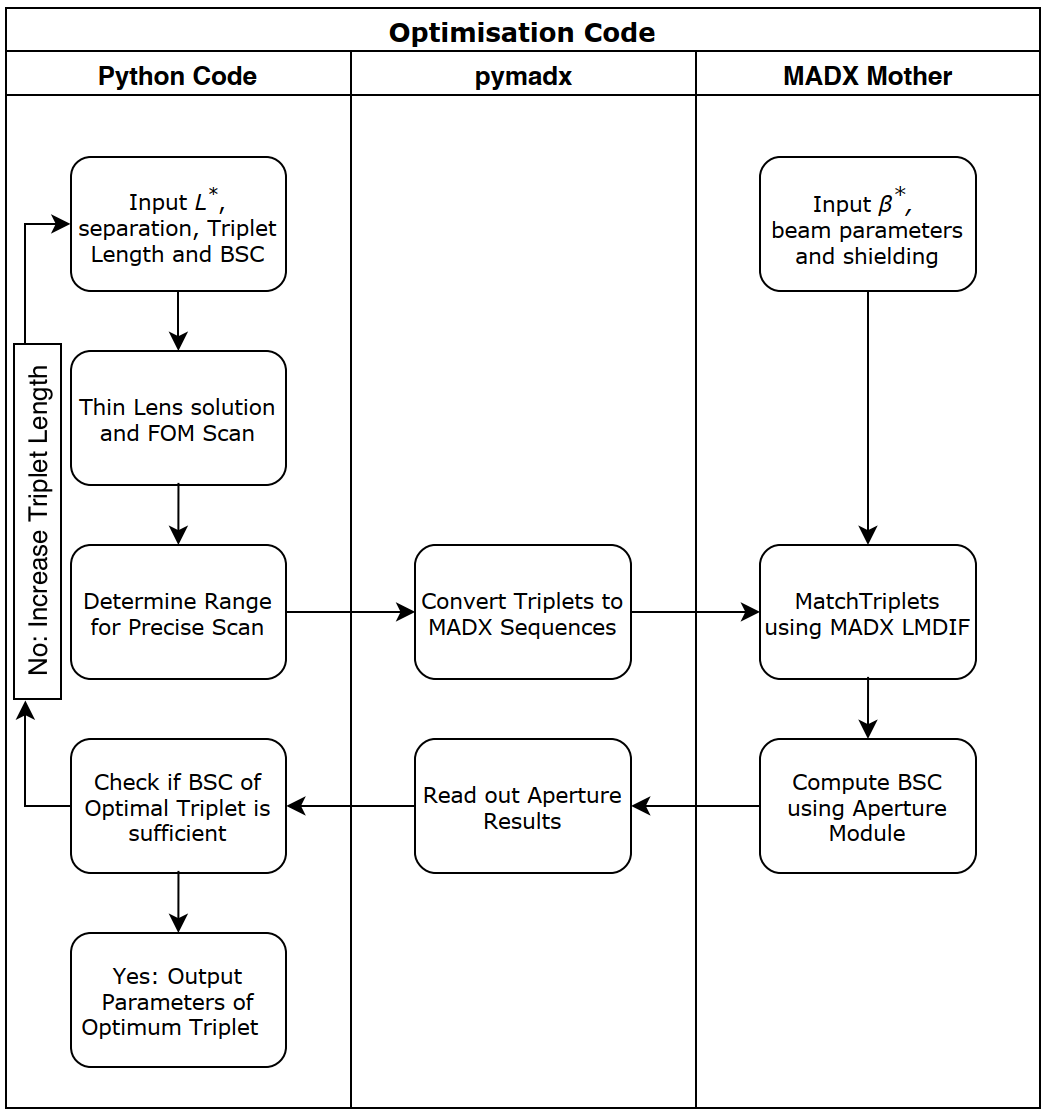 Optimisation Code
Python Code
pymadx
MADX Mother
Input L*,
separation, Triplet
Length and BSC
Input β*,
beam parameters
and shielding
Thin Lens solution
and FOM Scan
No: Increase Triplet Length
Determine Range
for Precise Scan
Convert Triplets to
MADX Sequences
MatchTriplets
using MADX LMDIF
Check if BSC of
Optimal Triplet is
sufficient
Read out Aperture
Results
Compute BSC
using Aperture
Module
Yes: Output
Parameters of
Optimum Triplet